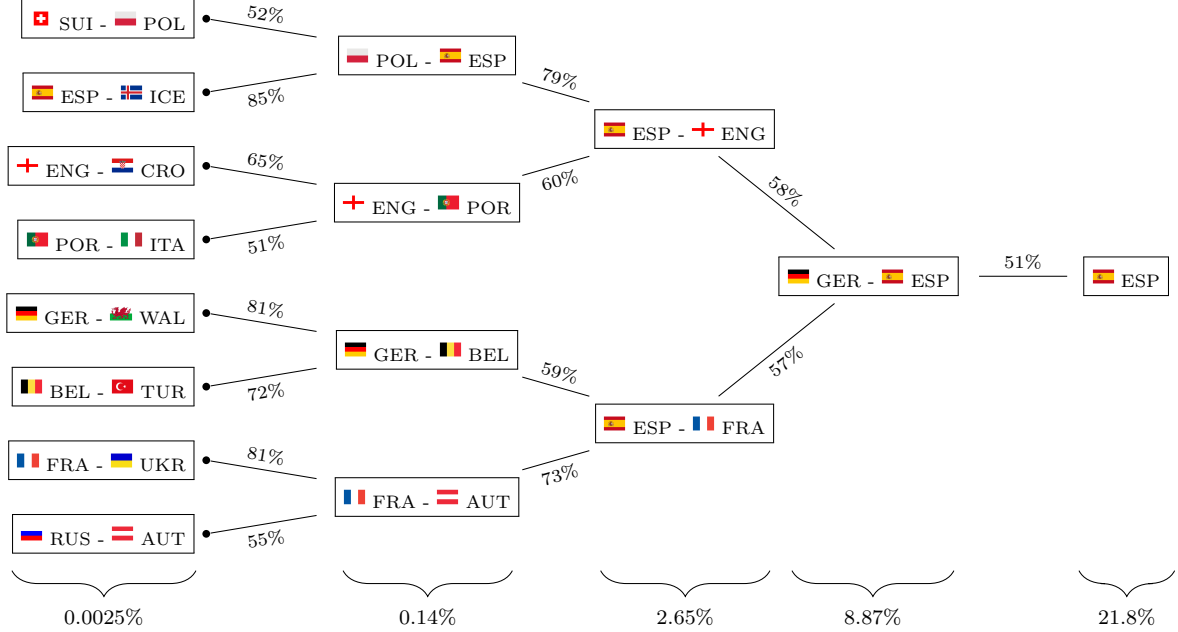 SUI - POL
52%
POL - ESP
ESP - ICE
85%
79%
ESP - ENG
ENG - CRO
65%
60%
ENG - POR
POR - ITA
51%
58%
GER - ESP
51%
ESP
GER - WAL
81%
GER - BEL
BEL - TUR
72%
59%
57%
ESP - FRA
FRA - UKR
81%
73%
FRA - AUT
RUS - AUT
55%
0.0025%
0.14%
2.65%
8.87%
21.8%